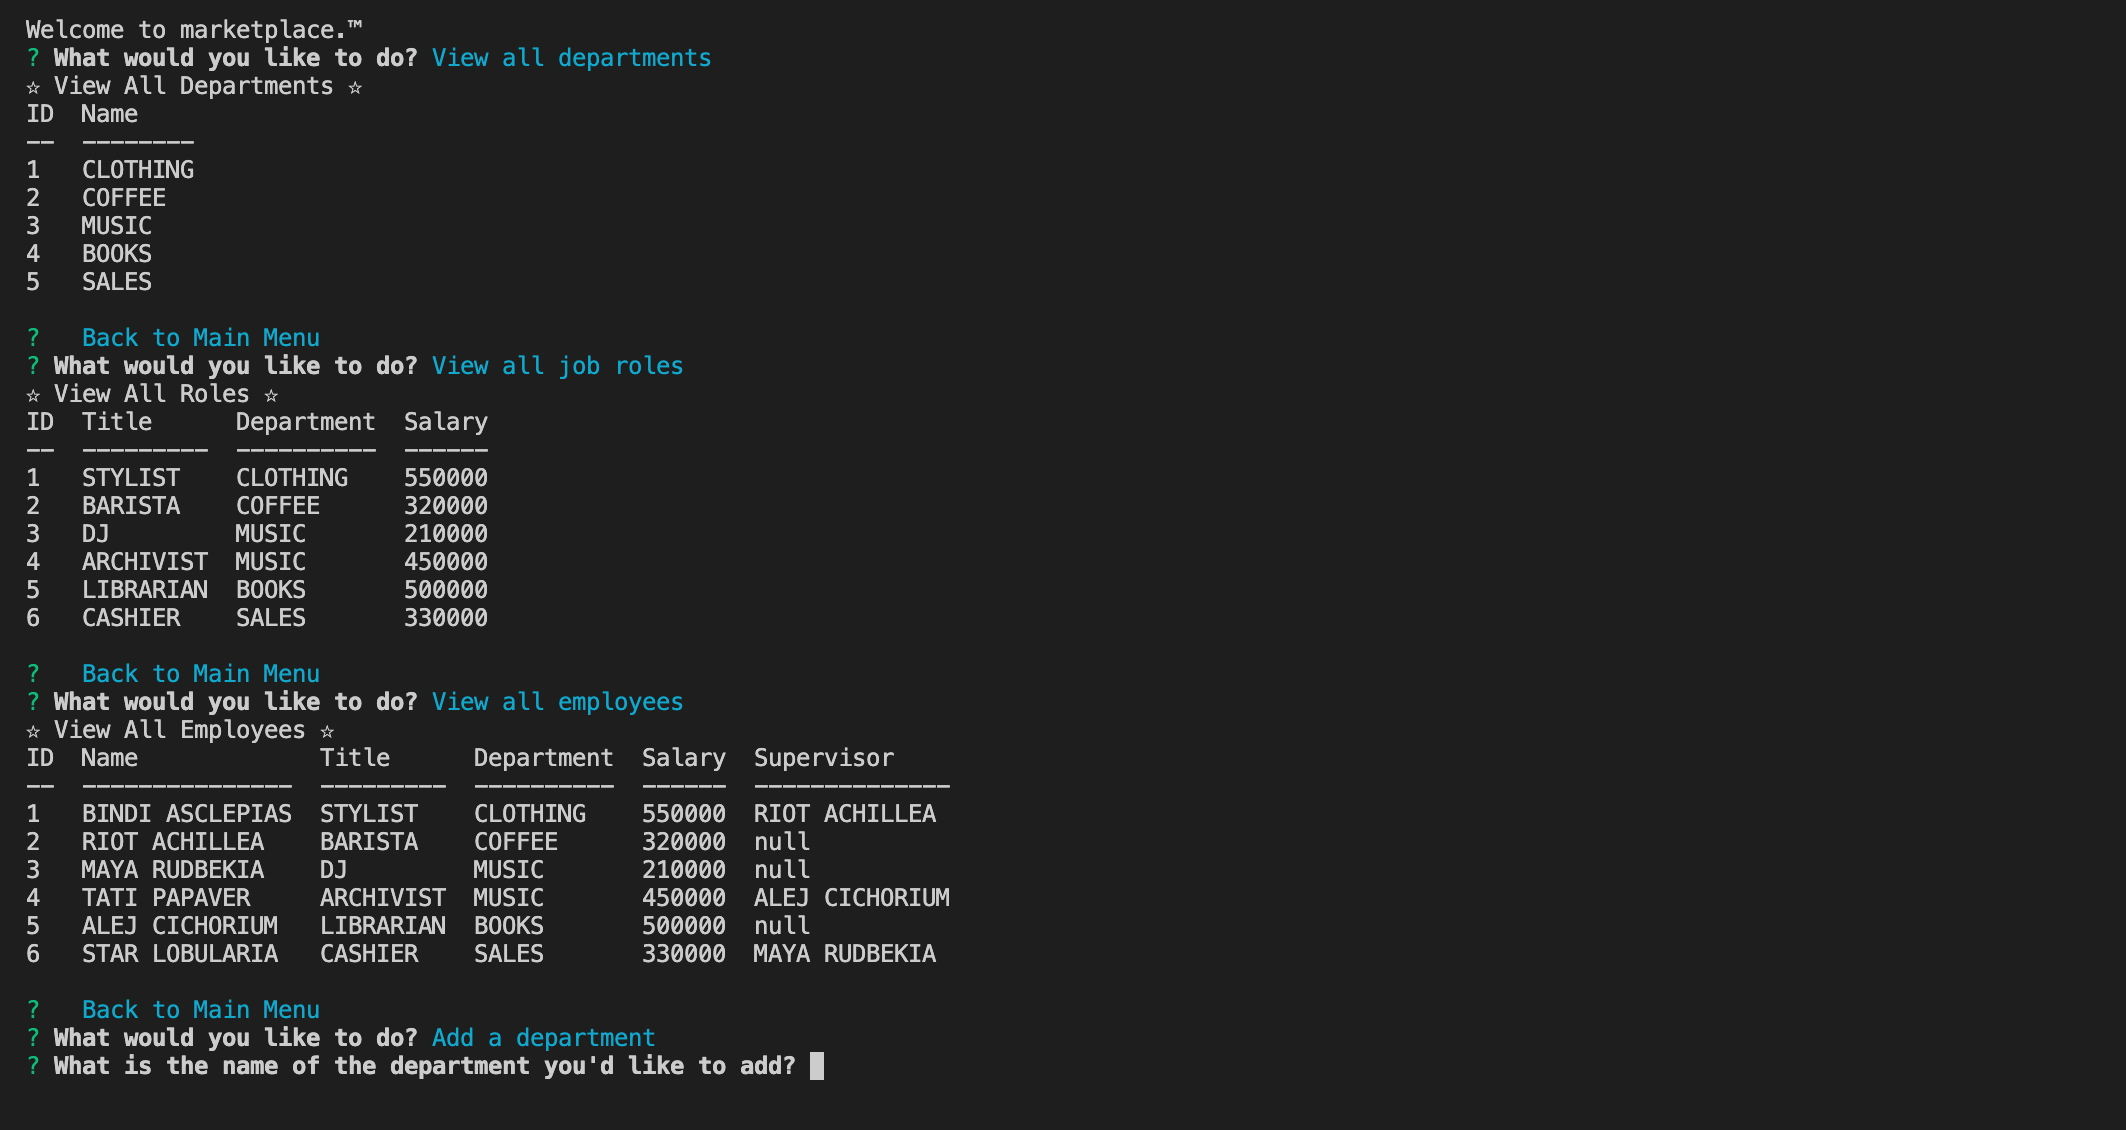 Welcome to marketplace.™
? What would you like to do? View all departments
☆ View All Departments ☆
ID  Name
--  --------
1   CLOTHING
2   COFFEE
3   MUSIC
4   BOOKS
5   SALES
?   Back to Main Menu
? What would you like to do? View all job roles
☆ View All Roles ☆
ID  Title      Department  Salary
--  ---------  ----------  ------
1   STYLIST    CLOTHING    550000
2   BARISTA    COFFEE      320000
3   DJ         MUSIC       210000
4   ARCHIVIST  MUSIC       450000
5   LIBRARIAN  BOOKS       500000
6   CASHIER    SALES       330000
?   Back to Main Menu
? What would you like to do? View all employees
☆ View All Employees ☆
ID  Name             Title      Department  Salary  Supervisor
--  ---------------  ---------  ----------  ------  --------------
1   BINDI ASCLEPIAS  STYLIST    CLOTHING    550000  RIOT ACHILLEA
2   RIOT ACHILLEA    BARISTA    COFFEE      320000  null
3   MAYA RUDBEKIA    DJ         MUSIC       210000  null
4   TATI PAPAVER     ARCHIVIST  MUSIC       450000  ALEJ CICHORIUM
5   ALEJ CICHORIUM   LIBRARIAN  BOOKS       500000  null
6   STAR LOBULARIA   CASHIER    SALES       330000  MAYA RUDBEKIA
?   Back to Main Menu
? What would you like to do? Add a department
? What is the name of the department you'd like to add?